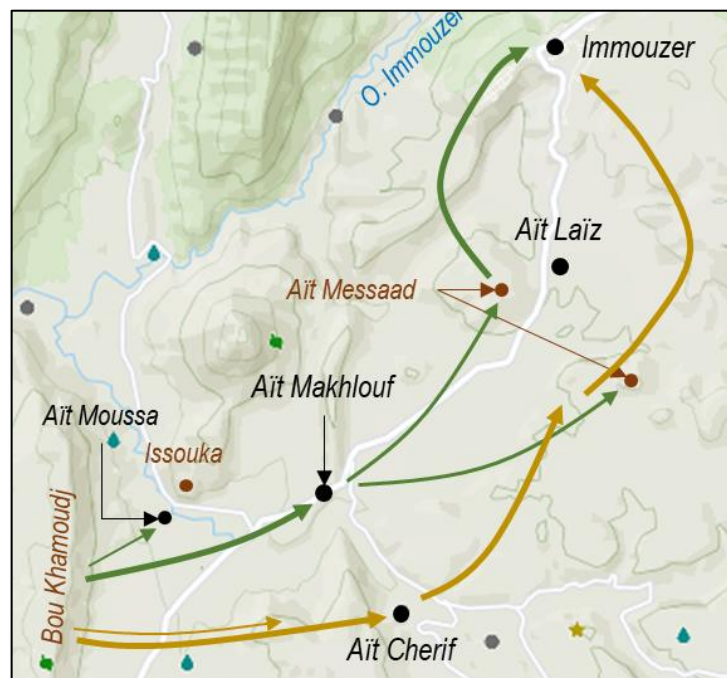 Immouzer
O. Immouzer
Aït Laïz
Aït Messaad
Aït Makhlouf
Aït Moussa
Issouka
Bou Khamoudj
Aït Cherif